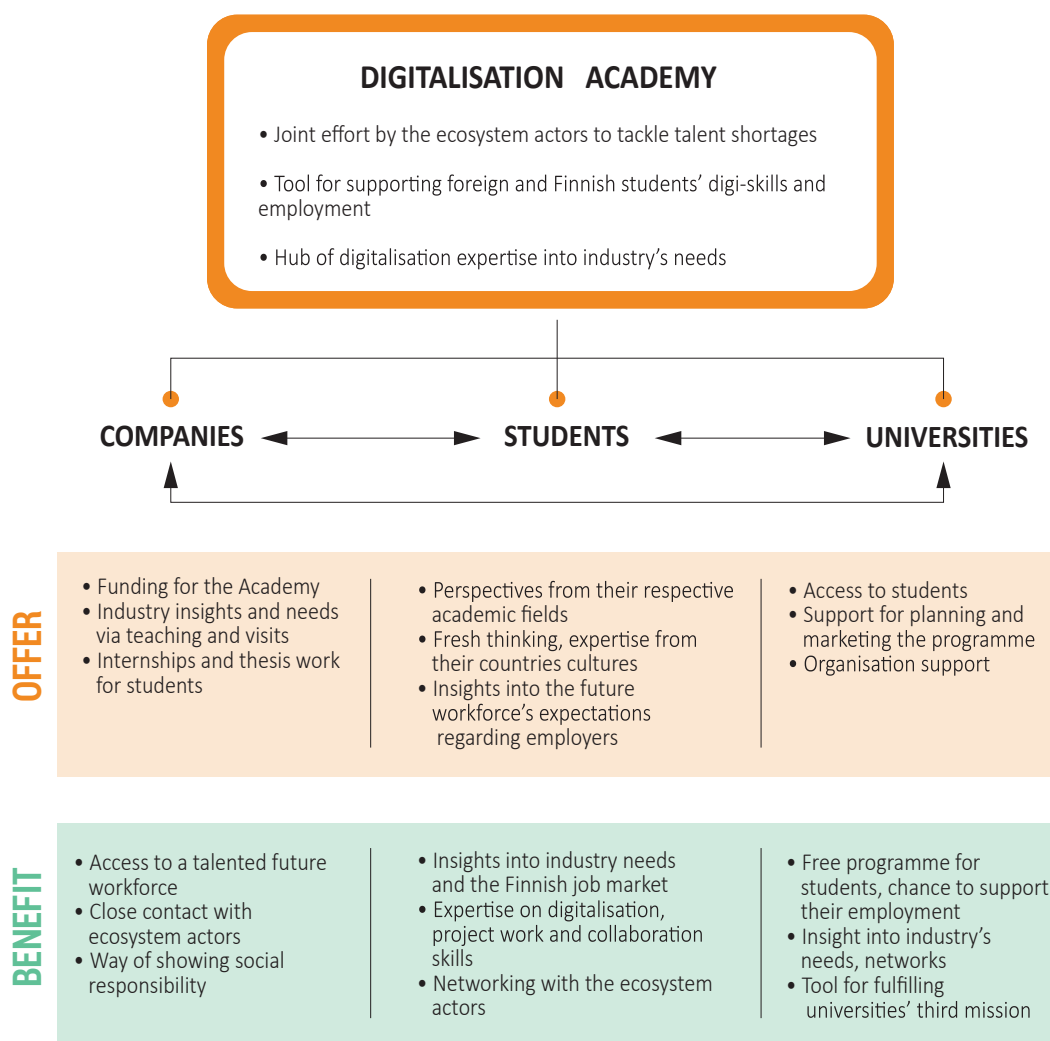 DIGITALISATION ACADEMY
• Joint effort by the ecosystem actors to tackle talent shortages
• Tool for supporting foreign and Finnish students’ digi-skills and
employment
• Hub of digitalisation expertise into industry’s needs
COMPANIES
STUDENTS
UNIVERSITIES
OFFER
• Funding for the Academy
• Industry insights and needs
via teaching and visits
• Internships and thesis work
for students
• Perspectives from their respective
academic fields
• Fresh thinking, expertise from
their countries cultures
• Insights into the future
workforce’s expectations
regarding employers
• Access to students
• Support for planning and
marketing the programme
• Organisation support
BENEFIT
• Access to a talented future
workforce
• Close contact with
ecosystem actors
• Way of showing social
responsibility
• Insights into industry needs
and the Finnish job market
• Expertise on digitalisation,
project work and collaboration
skills
• Networking with the ecosystem
actors
• Free programme for
students, chance to support
their employment
• Insight into industry’s
needs, networks
• Tool for fulfilling
universities’ third mission